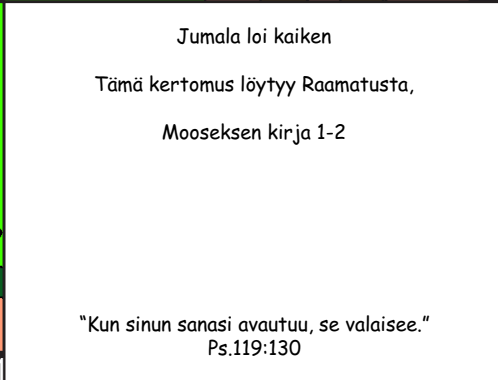 Jumala loi kaiken
Tämä kertomus löytyy Raamatusta,
Mooseksen kirja 1-2
“Kun sinun sanasi avautuu, se valaisee.”
Ps.119:130